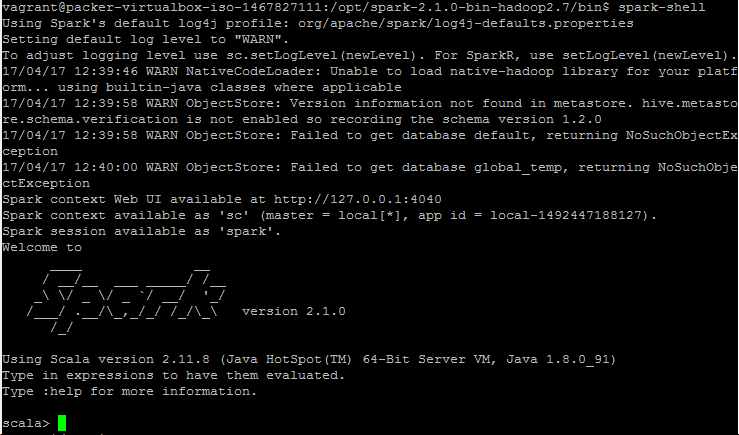 vagrant@packer-virtualbox-iso-1467827111:/opt/spark-2.1.0-bin-hadoop2.7/bin$ spark-shell
Using Spark's default log4j profile: org/apache/spark/log4j-defaults.properties
Setting default log level to "WARN".
To adjust logging level use sc.setLogLevel(newLevel). For SparkR, use setLogLevel(newLevel).
17/04/17 12:39:46 WARN NativeCodeLoader: Unable to load native-hadoop library for your platf
orm... using builtin-java classes where applicable
17/04/17 12:39:58 WARN ObjectStore: Version information not found in metastore. hive.metasto
re.schema.verification is not enabled so recording the schema version 1.2.0
17/04/17 12:39:58 WARN ObjectStore: Failed to get database default, returning NoSuchObjectEx
ception
17/04/17 12:40:00 WARN ObjectStore: Failed to get database global_temp, returning NoSuchObje
ctException
Spark context Web UI available at http://127.0.0.1:4040
Spark context available as 'sc' (master = local[*], app id = local-1492447188127).
Spark session available as 'spark'.
Welcome to
Spark version 2.1.0
Using Scala version 2.11.8 (Java HotSpot(TM) 64-Bit Server VM, Java 1.8.0_91)
Type in expressions to have them evaluated.
Type :help for more information.
scala>